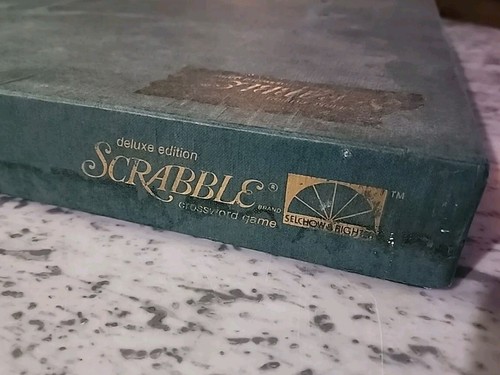 deluxe edition
SCRABBLE®
BRAND
crossword game
SELCHOW & RIGHTER
TM